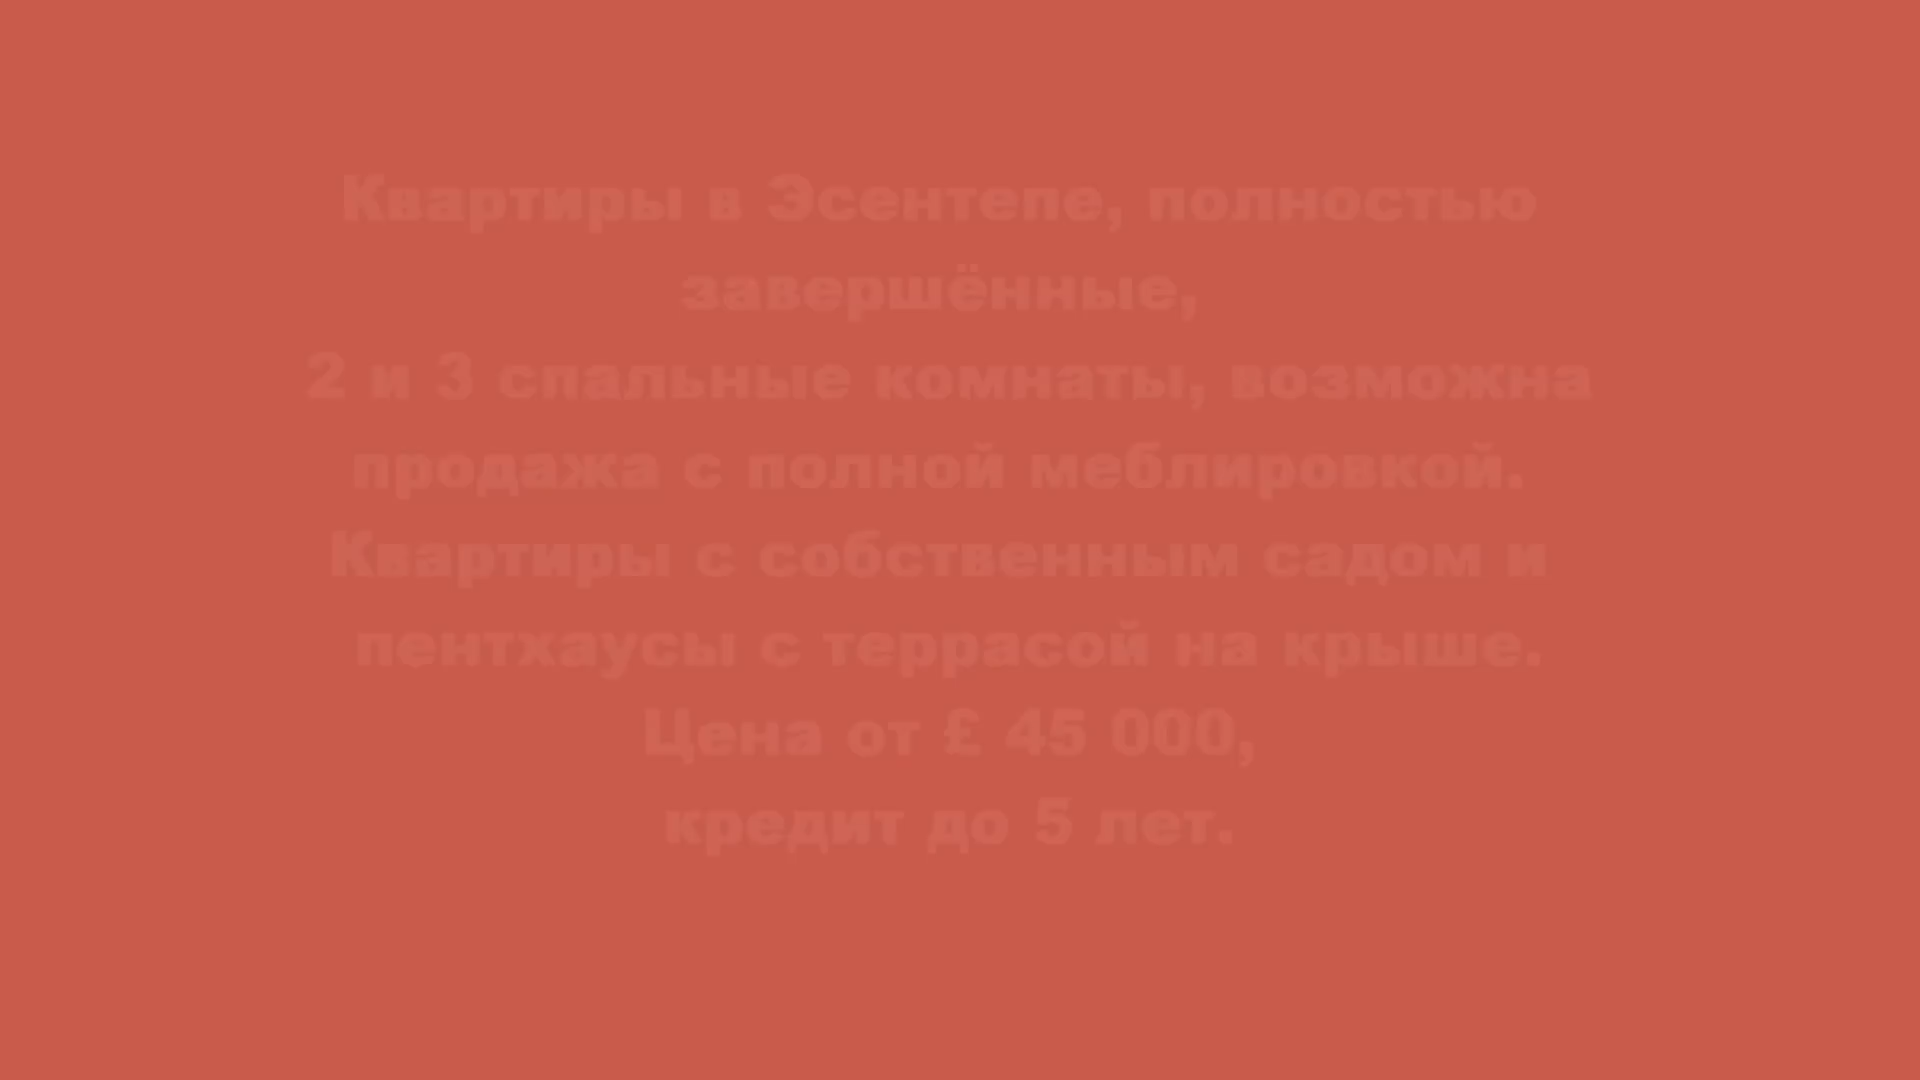 Квартиры в Эсентепе, полностью
завершённые,
2 и 3 спальные комнаты, возможна
продажа с полной меблировкой.
Квартиры с собственным садом и
пентхаусы с террасой на крыше.
Цена от £ 45 000,
кредит до 5 лет.